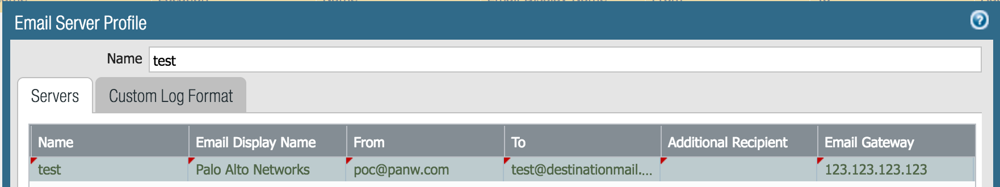 Email Server Profile
?
Name test
Servers Custom Log Format
Name Email Display Name From To Additional Recipient Email Gateway
test Palo Alto Networks poc@panw.com test@destinationmail.... 123.123.123.123